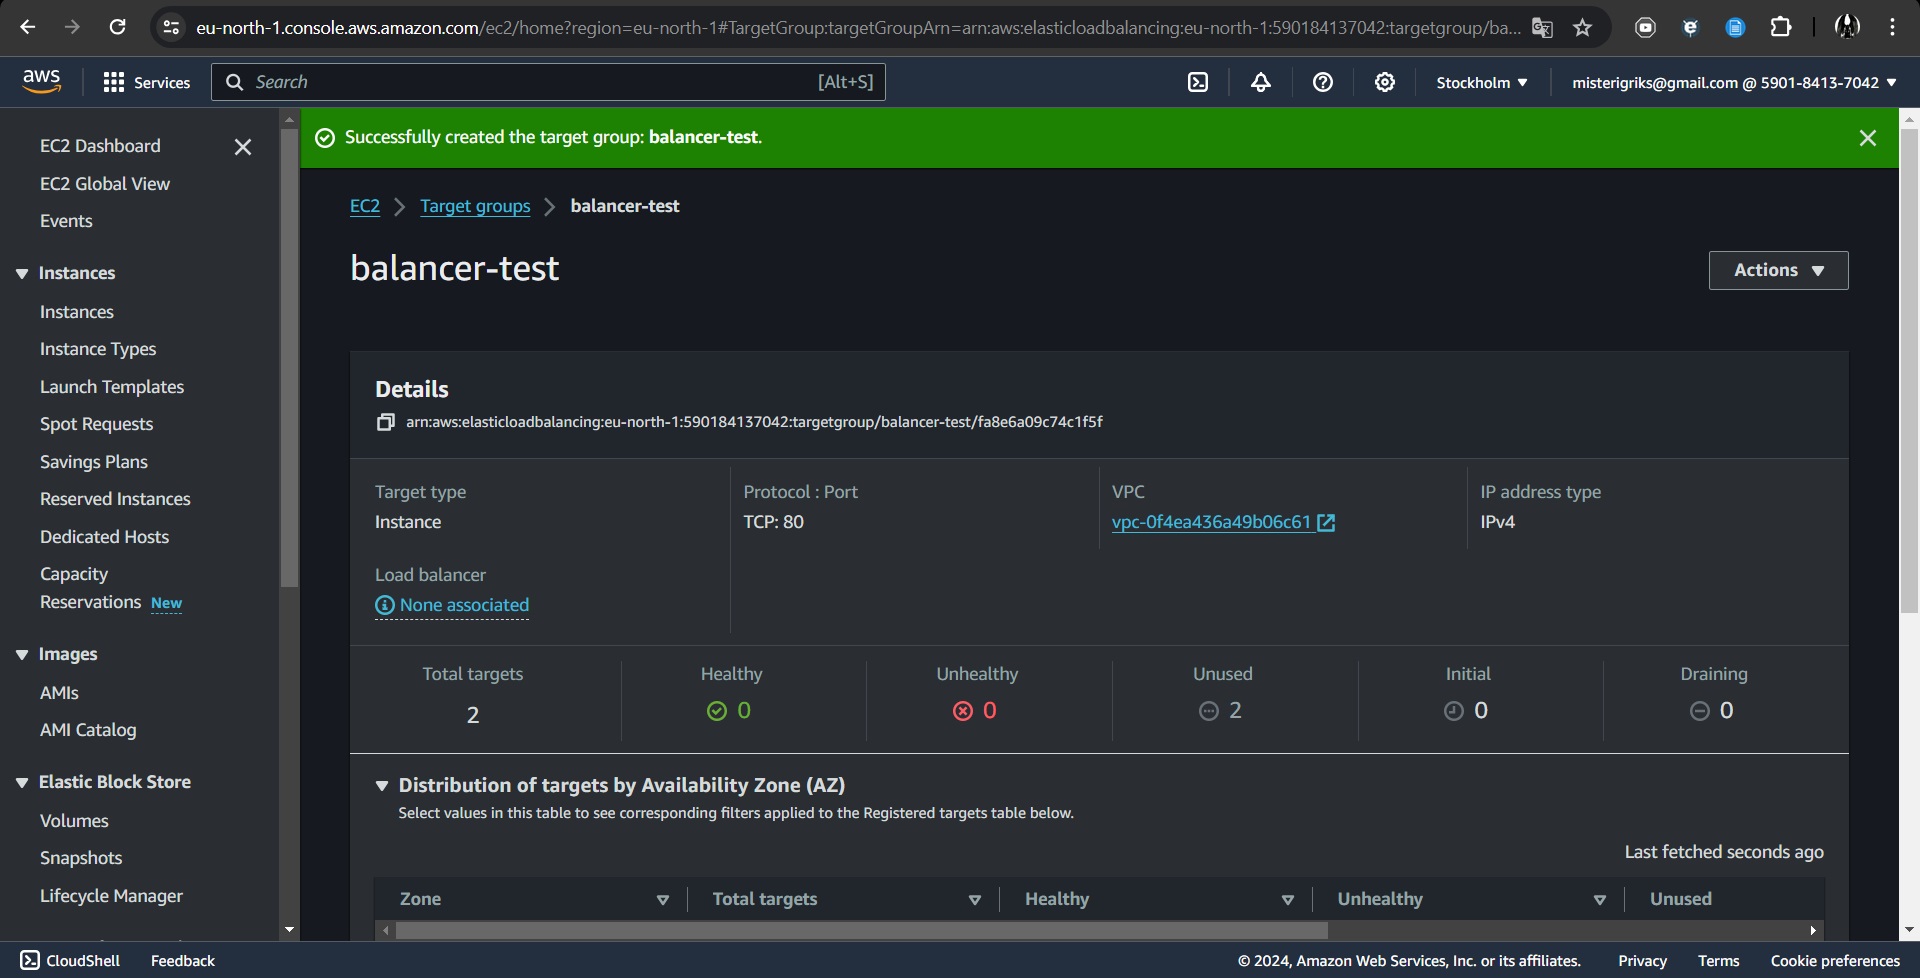 eu-north-1.console.aws.amazon.com/ec2/home?region=eu-north-1#TargetGroup:targetGroupArn=arn:aws:elasticloadbalancing:eu-north-1:590184137042:targetgroup/ba...
aws
Services
Search
[Alt+S]
Stockholm
misterigriks@gmail.com @ 5901-8413-7042
EC2 Dashboard
EC2 Global View
Events
Instances
Instances
Instance Types
Launch Templates
Spot Requests
Savings Plans
Reserved Instances
Dedicated Hosts
Capacity
Reservations New
Images
AMIs
AMI Catalog
Elastic Block Store
Volumes
Snapshots
Lifecycle Manager
Successfully created the target group: balancer-test.
EC2 > Target groups > balancer-test
balancer-test
Actions
Details
arn:aws:elasticloadbalancing:eu-north-1:590184137042:targetgroup/balancer-test/fa8e6a09c74c1f5f
Target type
Instance
Protocol : Port
TCP: 80
VPC
vpc-0f4ea436a49b06c61
IP address type
IPv4
Load balancer
None associated
Total targets
2
Healthy
0
Unhealthy
0
Unused
2
Initial
0
Draining
0
Distribution of targets by Availability Zone (AZ)
Select values in this table to see corresponding filters applied to the Registered targets table below.
Last fetched seconds ago
Zone
Total targets
Healthy
Unhealthy
Unused
CloudShell
Feedback
© 2024, Amazon Web Services, Inc. or its affiliates.
Privacy
Terms
Cookie preferences